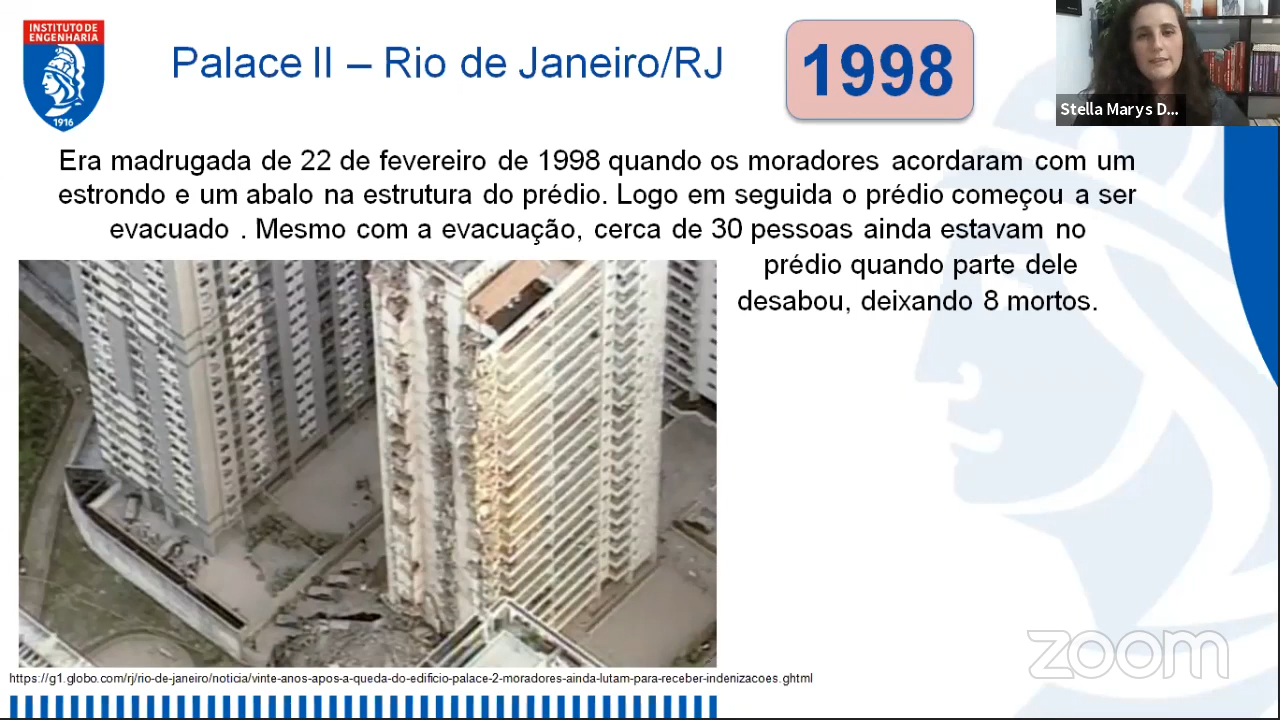 INSTITUTO DE
ENGENHARIA
1916
Palace II – Rio de Janeiro/RJ
1998
Stella Marys D...
Era madrugada de 22 de fevereiro de 1998 quando os moradores acordaram com um
estrondo e um abalo na estrutura do prédio. Logo em seguida o prédio começou a ser
evacuado . Mesmo com a evacuação, cerca de 30 pessoas ainda estavam no
prédio quando parte dele
desabou, deixando 8 mortos.
zoom
https://g1.globo.com/rj/rio-de-janeiro/noticia/vinte-anos-apos-a-queda-do-edificio-palace-2-moradores-ainda-lutam-para-receber-indenizacoes.ghtml